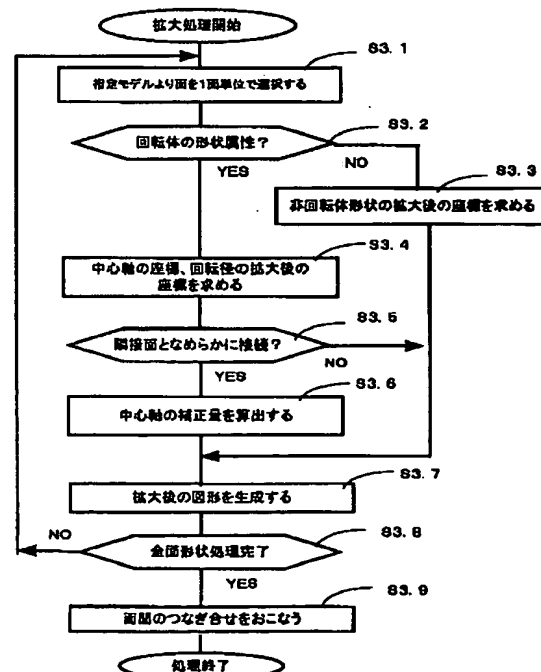 拡大処理開始
S3. 1
指定モデルより面を1面単位で選択する
S3. 2
回転体の形状属性?
NO
YES
S3. 3
非回転体形状の拡大後の座標を求める
S3. 4
中心軸の座標、回転径の拡大後の
座標を求める
S3. 5
隣接面となめらかに接続?
NO
YES
S3. 6
中心軸の補正量を算出する
S3. 7
拡大後の図形を生成する
NO
S3. 8
全面形状処理完了
YES
S3. 9
面間のつなぎ合せをおこなう
処理終了